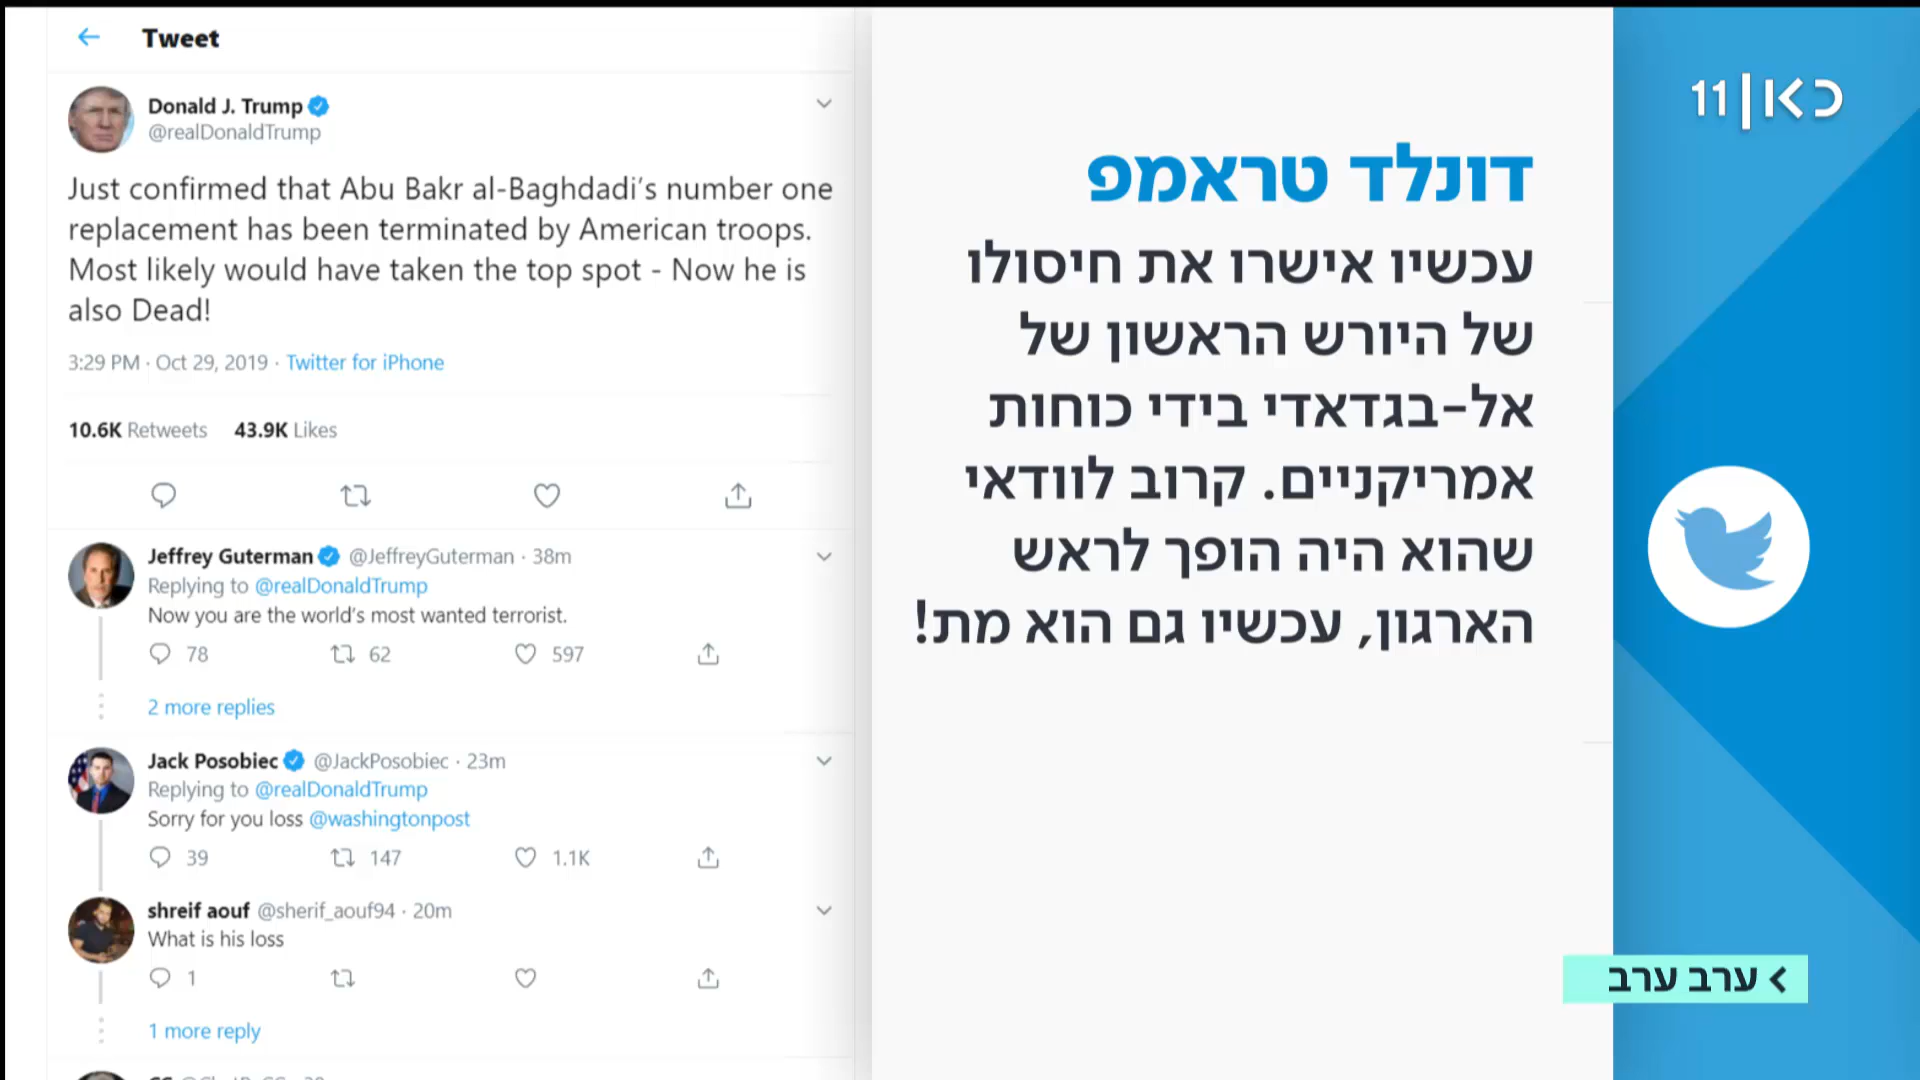 Tweet
Donald J. Trump
@realDonaldTrump
Just confirmed that Abu Bakr al-Baghdadi's number one
replacement has been terminated by American troops.
Most likely would have taken the top spot - Now he is
also Dead!
3:29 PM · Oct 29, 2019 · Twitter for iPhone
10.6K Retweets 43.9K Likes
Jeffrey Guterman @JeffreyGuterman · 38m
Replying to @realDonaldTrump
Now you are the world's most wanted terrorist.
78 62 597
2 more replies
Jack Posobiec @JackPosobiec · 23m
Replying to @realDonaldTrump
Sorry for you loss @washingtonpost
39 147 1.1K
shreif aouf @sherif_aouf94 · 20m
What is his loss
1
1 more reply
דונלד טראמפ
עכשיו אישרו את חיסולו
של היורש הראשון של
אל-בגדאדי בידי כוחות
אמריקניים. קרוב לוודאי
שהוא היה הופך לראש
הארגון, עכשיו גם הוא מת!
כאן | 11
ערב ערב